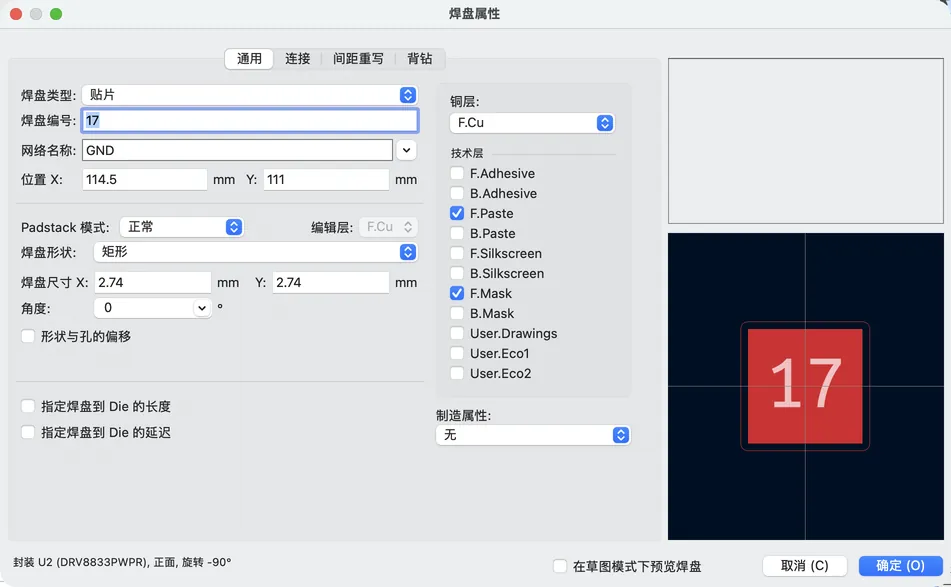 焊盘属性
通用 连接 间距重写 背钻
焊盘类型: 贴片
焊盘编号: 17
网络名称: GND
位置 X: 114.5 mm Y: 111 mm
Padstack 模式: 正常 编辑层: F.Cu
焊盘形状: 矩形
焊盘尺寸 X: 2.74 mm Y: 2.74 mm
角度: 0 °
形状与孔的偏移
指定焊盘到 Die 的长度
指定焊盘到 Die 的延迟
铜层:
F.Cu
技术层
F.Adhesive
B.Adhesive
F.Paste
B.Paste
F.Silkscreen
B.Silkscreen
F.Mask
B.Mask
User.Drawings
User.Eco1
User.Eco2
制造属性:
无
17
封装 U2 (DRV8833PWPR), 正面, 旋转 -90°
在草图模式下预览焊盘
取消 (C)
确定 (O)